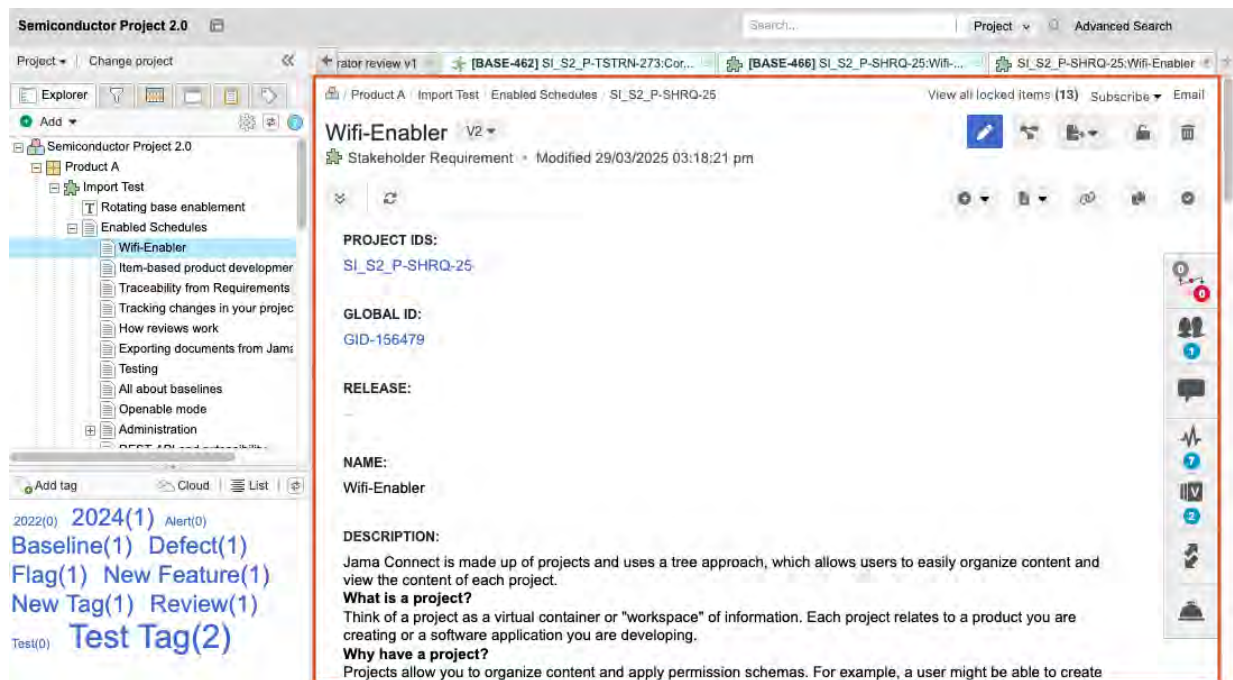 Semiconductor Project 2.0
Search...
Project
Advanced Search
Project
Change project
rator review v1
[BASE-462] SI_S2_P-TSTRN-273:Cor...
[BASE-466] SI_S2_P-SHRQ-25:Wifi-...
SI_S2_P-SHRQ-25:Wifi-Enabler
Explorer
Add
Semiconductor Project 2.0
Product A
Import Test
T Rotating base enablement
Enabled Schedules
Wifi-Enabler
Item-based product developmer
Traceability from Requirements
Tracking changes in your projec
How reviews work
Exporting documents from Jama
Testing
All about baselines
Openable mode
Administration
Add tag
Cloud
List
2022(0) 2024(1) Alert(0)
Baseline(1) Defect(1)
Flag(1) New Feature(1)
New Tag(1) Review(1)
Test(0) Test Tag(2)
/ Product A / Import Test / Enabled Schedules / SI_S2_P-SHRQ-25
View all locked items (13) Subscribe Email
Wifi-Enabler V2
Stakeholder Requirement • Modified 29/03/2025 03:18:21 pm
PROJECT IDS:
SI_S2_P-SHRQ-25
GLOBAL ID:
GID-156479
RELEASE:
NAME:
Wifi-Enabler
DESCRIPTION:
Jama Connect is made up of projects and uses a tree approach, which allows users to easily organize content and
view the content of each project.
What is a project?
Think of a project as a virtual container or "workspace" of information. Each project relates to a product you are
creating or a software application you are developing.
Why have a project?
Projects allow you to organize content and apply permission schemas. For example, a user might be able to create
0
0
1
7
V
2